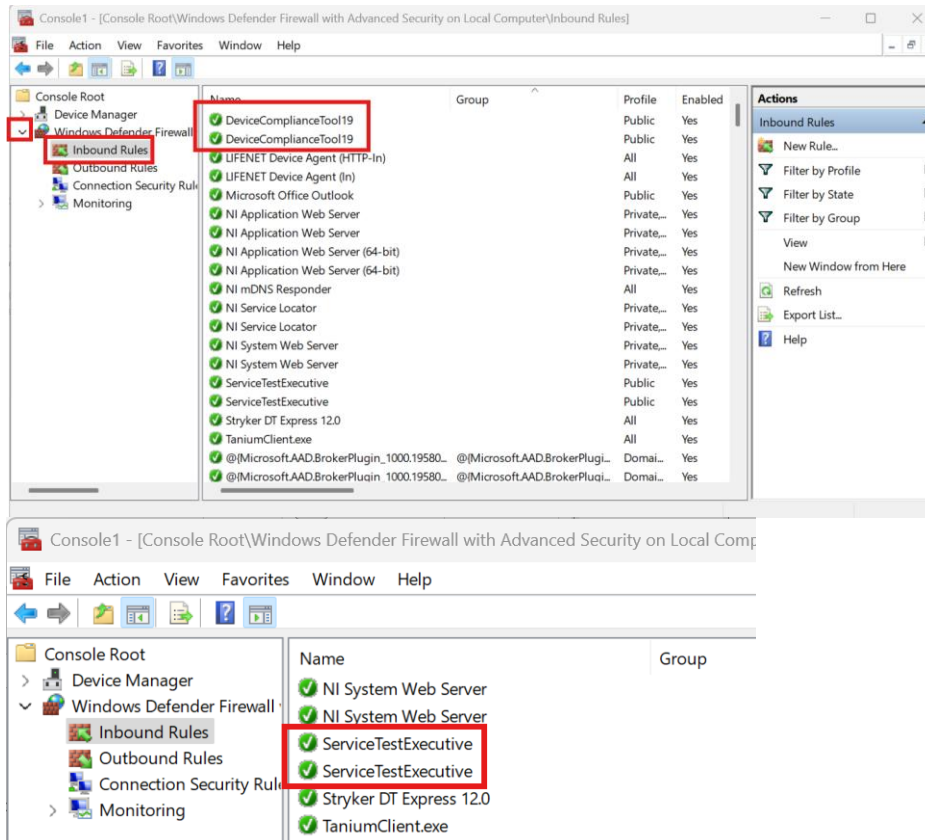 Console1 - [Console Root\Windows Defender Firewall with Advanced Security on Local Computer\Inbound Rules]
File Action View Favorites Window Help
Console Root
Device Manager
Windows Defender Firewall
Inbound Rules
Outbound Rules
Connection Security Rul
Monitoring
Name Group Profile Enabled
DeviceComplianceTool19 Public Yes
DeviceComplianceTool19 Public Yes
LIFENET Device Agent (HTTP-In) All Yes
LIFENET Device Agent (In) All Yes
Microsoft Office Outlook Public Yes
NI Application Web Server Private,... Yes
NI Application Web Server Private,... Yes
NI Application Web Server (64-bit) Private,... Yes
NI Application Web Server (64-bit) Private,... Yes
NI mDNS Responder All Yes
NI Service Locator Private,... Yes
NI Service Locator Private,... Yes
NI System Web Server Private,... Yes
NI System Web Server Private,... Yes
ServiceTestExecutive Public Yes
ServiceTestExecutive Public Yes
Stryker DT Express 12.0 All Yes
TaniumClient.exe All Yes
@{Microsoft.AAD.BrokerPlugin_1000.19580... @{Microsoft.AAD.BrokerPlugi... Domai... Yes
@{Microsoft.AAD.BrokerPlugin_1000.19580... @{Microsoft.AAD.BrokerPlugi... Domai... Yes
Actions
Inbound Rules
New Rule...
Filter by Profile
Filter by State
Filter by Group
View
New Window from Here
Refresh
Export List...
Help
Console1 - [Console Root\Windows Defender Firewall with Advanced Security on Local Comp
File Action View Favorites Window Help
Console Root
Device Manager
Windows Defender Firewall
Inbound Rules
Outbound Rules
Connection Security Rule
Monitoring
Name Group
NI System Web Server
NI System Web Server
ServiceTestExecutive
ServiceTestExecutive
Stryker DT Express 12.0
TaniumClient.exe